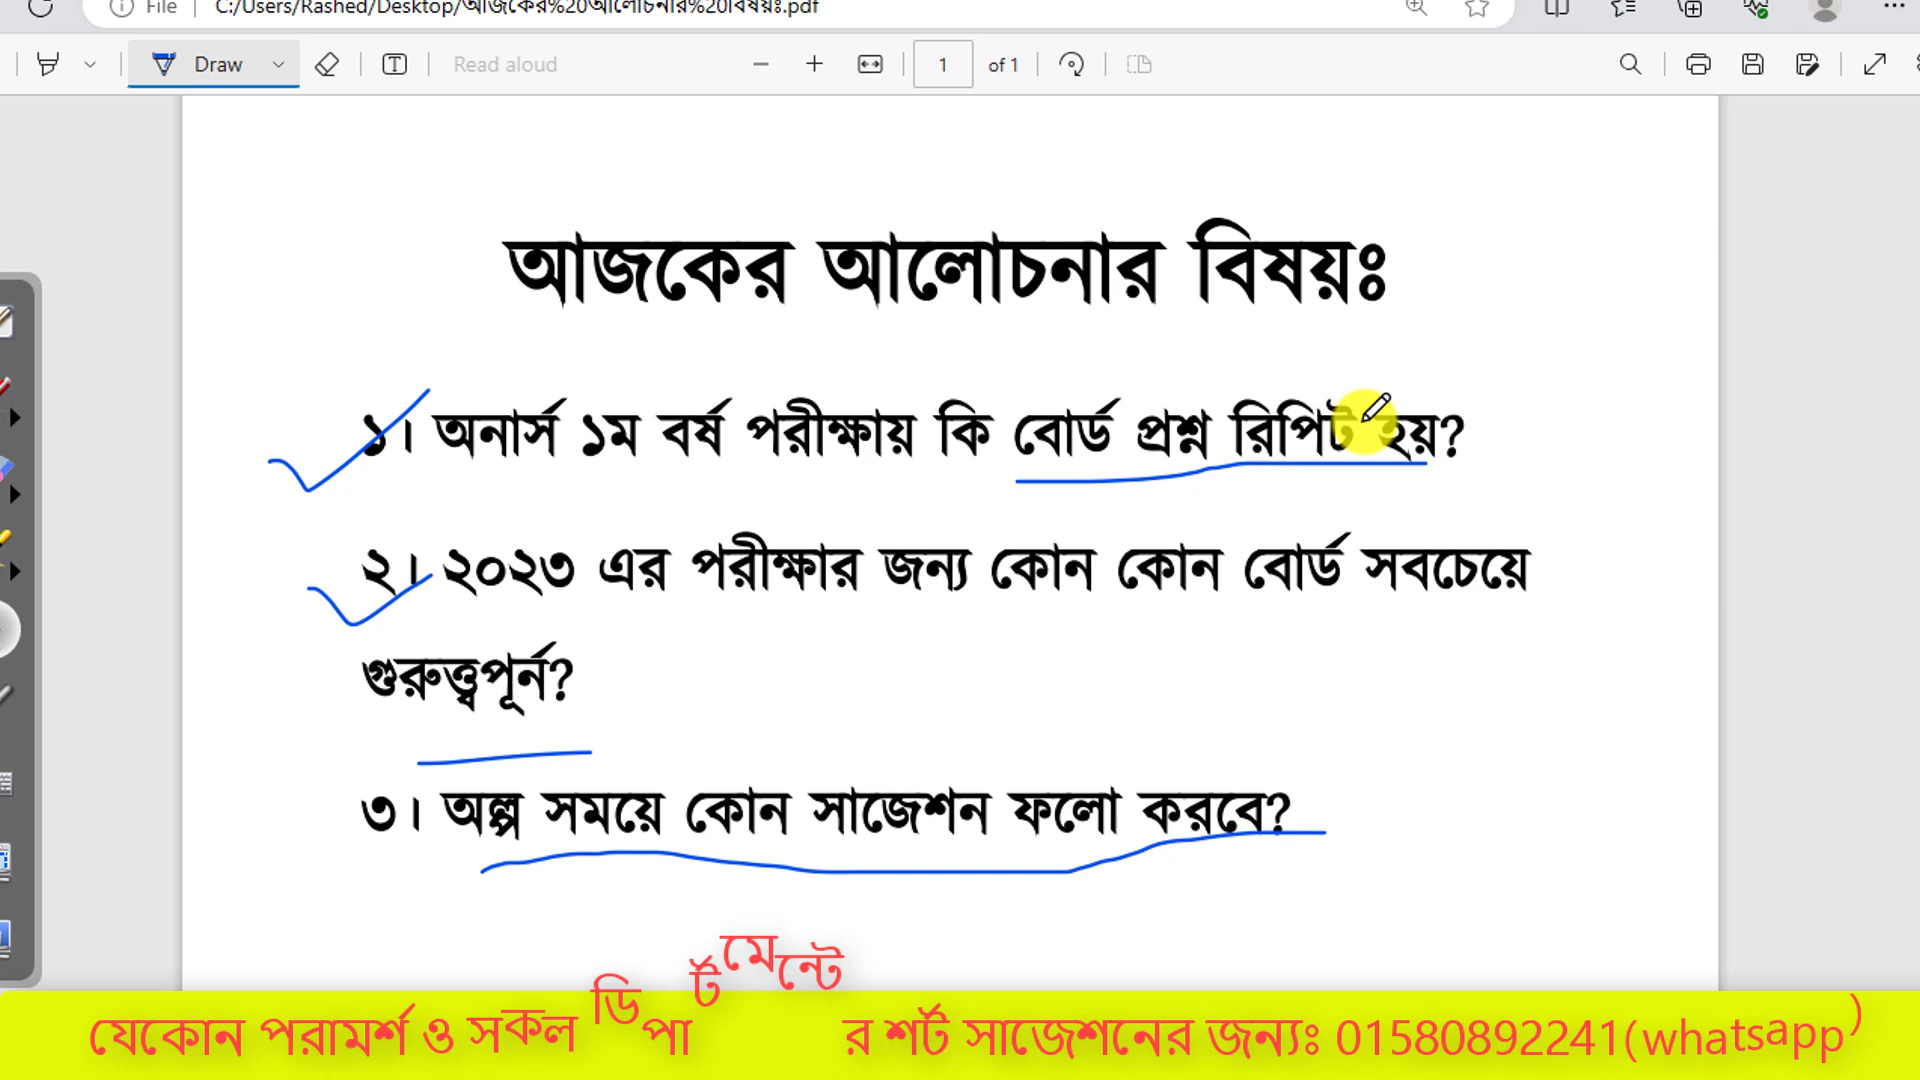 File C:/Users/Rashed/Desktop/আজকের%20আলোচনার%20বিষয়ঃ.pdf
Draw Read aloud 1 of 1
আজকের আলোচনার বিষয়ঃ
১। অনার্স ১ম বর্ষ পরীক্ষায় কি বোর্ড প্রশ্ন রিপিট হয়?
২। ২০২৩ এর পরীক্ষার জন্য কোন কোন বোর্ড সবচেয়ে
গুরুত্ত্বপূর্ন?
৩। অল্প সময়ে কোন সাজেশন ফলো করবে?
যেকোন পরামর্শ ও সকল ডিপার্টমেন্টের শর্ট সাজেশনের জন্যঃ 01580892241(whatsapp)